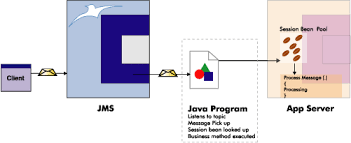 Client
JMS
Java Program
Listens to topic
Message Pick up
Session bean looked up
Business method executed
Session Bean Pool
Process Message ( )
{
Processing
}
App Server